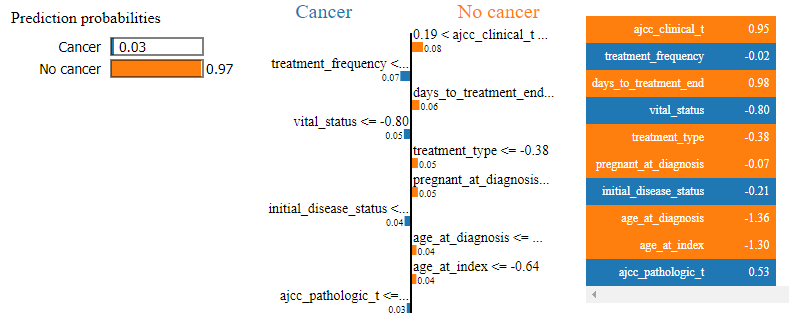 Prediction probabilities
Cancer 0.03
No cancer 0.97
Cancer No cancer
0.19 < ajcc_clinical_t ...
0.08
treatment_frequency <...
0.07
days_to_treatment_end...
0.06
vital_status <= -0.80
0.05
treatment_type <= -0.38
0.05
pregnant_at_diagnosis...
0.05
initial_disease_status <...
0.04
age_at_diagnosis <= ...
0.04
age_at_index <= -0.64
0.04
ajcc_pathologic_t <=...
0.03
ajcc_clinical_t 0.95
treatment_frequency -0.02
days_to_treatment_end 0.98
vital_status -0.80
treatment_type -0.38
pregnant_at_diagnosis -0.07
initial_disease_status -0.21
age_at_diagnosis -1.36
age_at_index -1.30
ajcc_pathologic_t 0.53